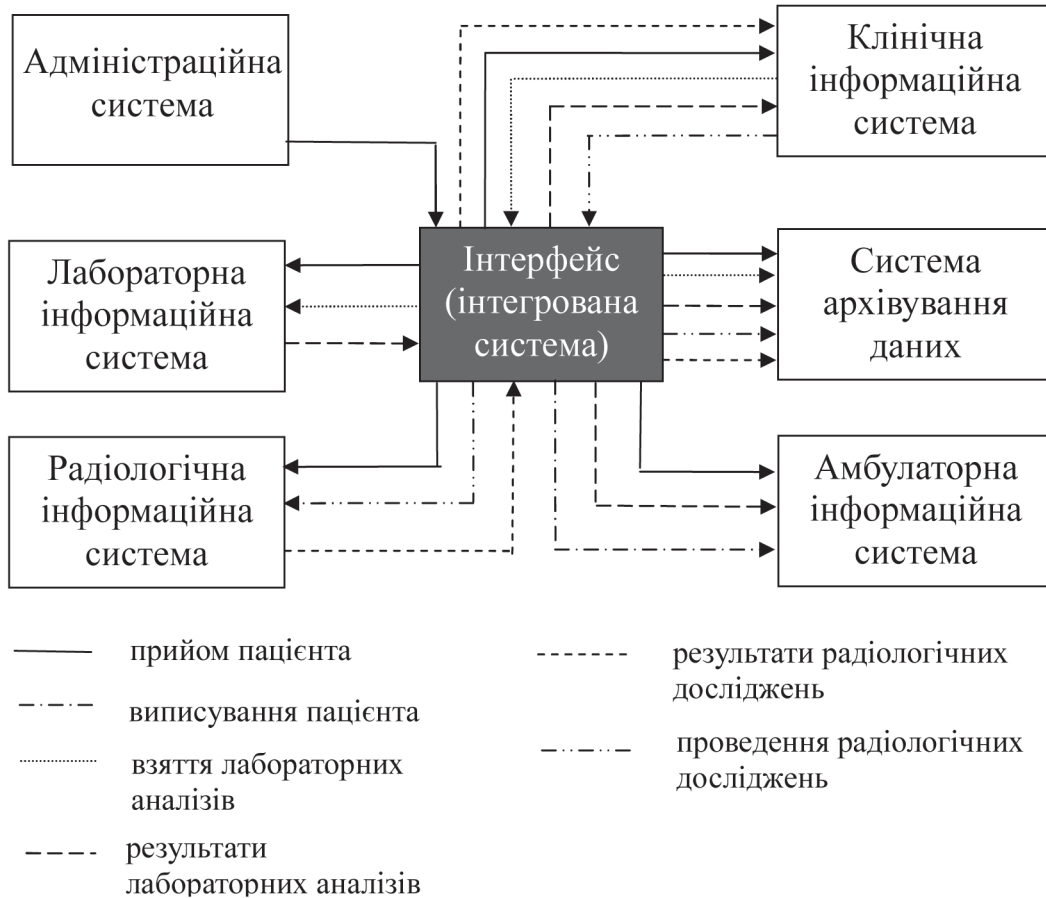 Адміністраційна
система
Клінічна
інформаційна
система
Лабораторна
інформаційна
система
Інтерфейс
(інтегрована
система)
Система
архівування
даних
Радіологічна
інформаційна
система
Амбулаторна
інформаційна
система
прийом пацієнта
виписування пацієнта
взяття лабораторних
аналізів
результати
лабораторних аналізів
результати радіологічних
досліджень
проведення радіологічних
досліджень